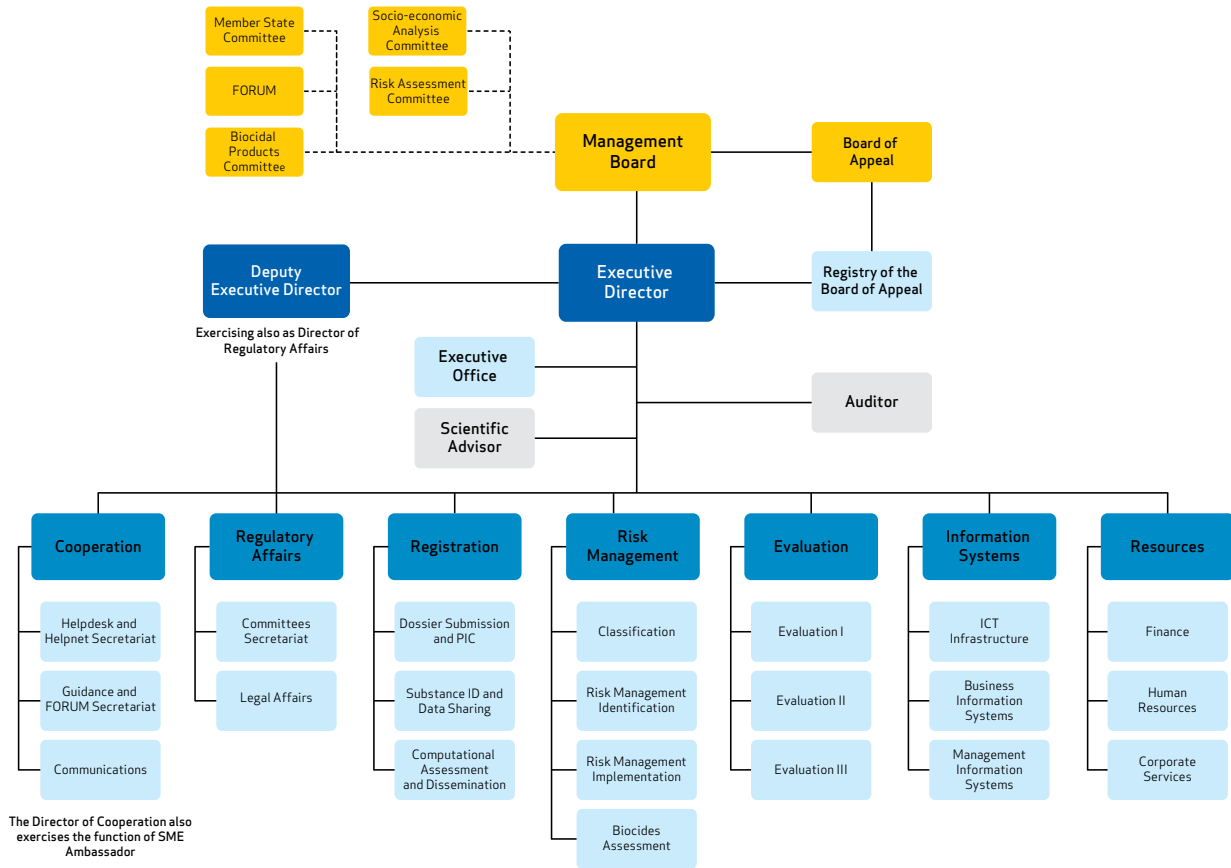 Member State
Committee
Socio-economic
Analysis
Committee
FORUM
Risk Assessment
Committee
Biocidal
Products
Committee
Management
Board
Board of
Appeal
Deputy
Executive Director
Executive
Director
Registry of the
Board of Appeal
Exercising also as Director of
Regulatory Affairs
Executive
Office
Auditor
Scientific
Advisor
Cooperation
Regulatory
Affairs
Registration
Risk
Management
Evaluation
Information
Systems
Resources
Helpdesk and
Helpnet Secretariat
Committees
Secretariat
Dossier Submission
and PIC
Classification
Evaluation I
ICT
Infrastructure
Finance
Guidance and
FORUM Secretariat
Legal Affairs
Substance ID and
Data Sharing
Risk Management
Identification
Evaluation II
Business
Information
Systems
Human
Resources
Communications
Computational
Assessment
and Dissemination
Risk Management
Implementation
Evaluation III
Management
Information
Systems
Corporate
Services
Biocides
Assessment
The Director of Cooperation also
exercises the function of SME
Ambassador